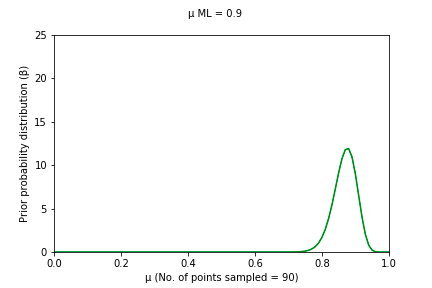 μ ML = 0.9
Prior probability distribution (β)
25
20
15
10
5
0
0.0 0.2 0.4 0.6 0.8 1.0
μ (No. of points sampled = 90)